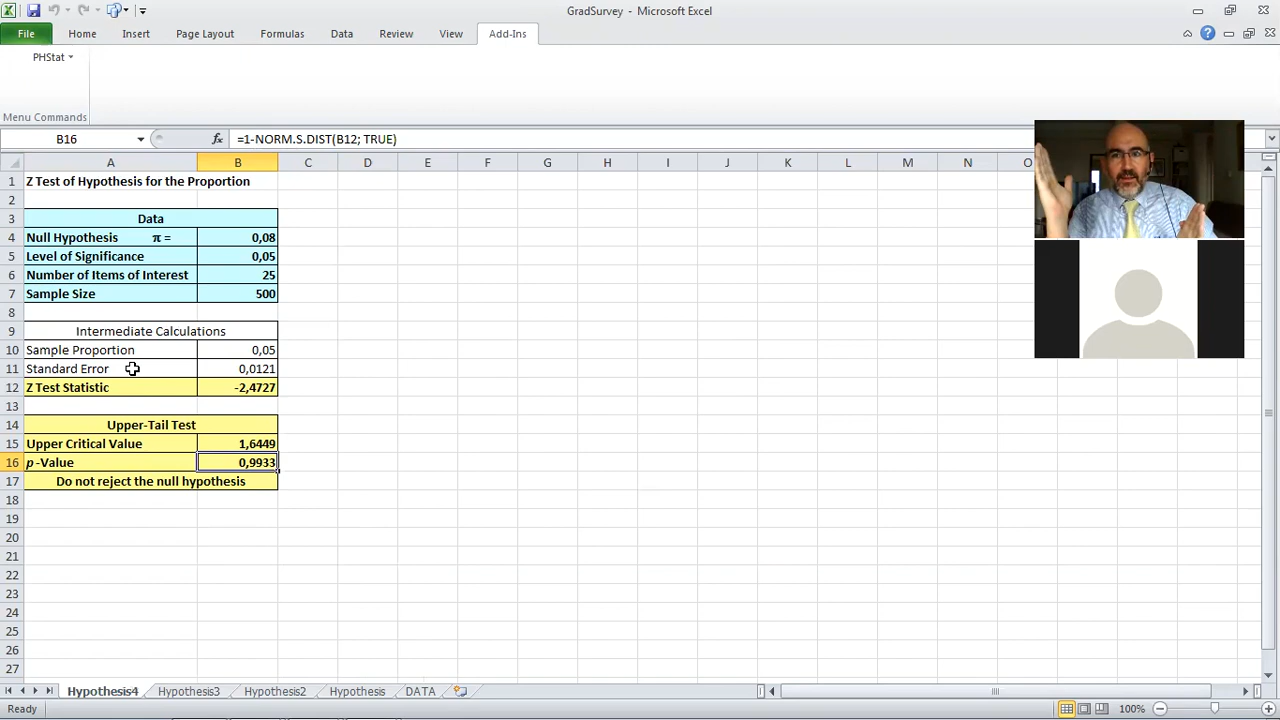 GradSurvey - Microsoft Excel
File Home Insert Page Layout Formulas Data Review View Add-Ins
PHStat
Menu Commands
B16 fx =1-NORM.S.DIST(B12; TRUE)
A B C D E F G H I J K L M N O
1 Z Test of Hypothesis for the Proportion
2
3 Data
4 Null Hypothesis π = 0,08
5 Level of Significance 0,05
6 Number of Items of Interest 25
7 Sample Size 500
8
9 Intermediate Calculations
10 Sample Proportion 0,05
11 Standard Error 0,0121
12 Z Test Statistic -2,4727
13
14 Upper-Tail Test
15 Upper Critical Value 1,6449
16 p -Value 0,9933
17 Do not reject the null hypothesis
18
19
20
21
22
23
24
25
26
27
Hypothesis4 Hypothesis3 Hypothesis2 Hypothesis DATA
Ready 100%